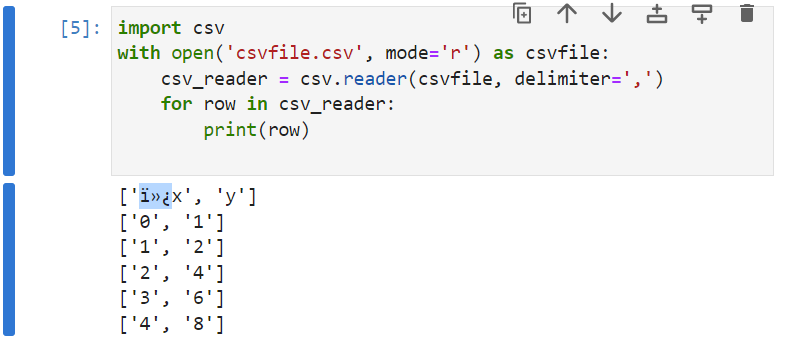 [5]:
import csv
with open('csvfile.csv', mode='r') as csvfile:
    csv_reader = csv.reader(csvfile, delimiter=',')
    for row in csv_reader:
        print(row)
['ï»¿x', 'y']
['0', '1']
['1', '2']
['2', '4']
['3', '6']
['4', '8']